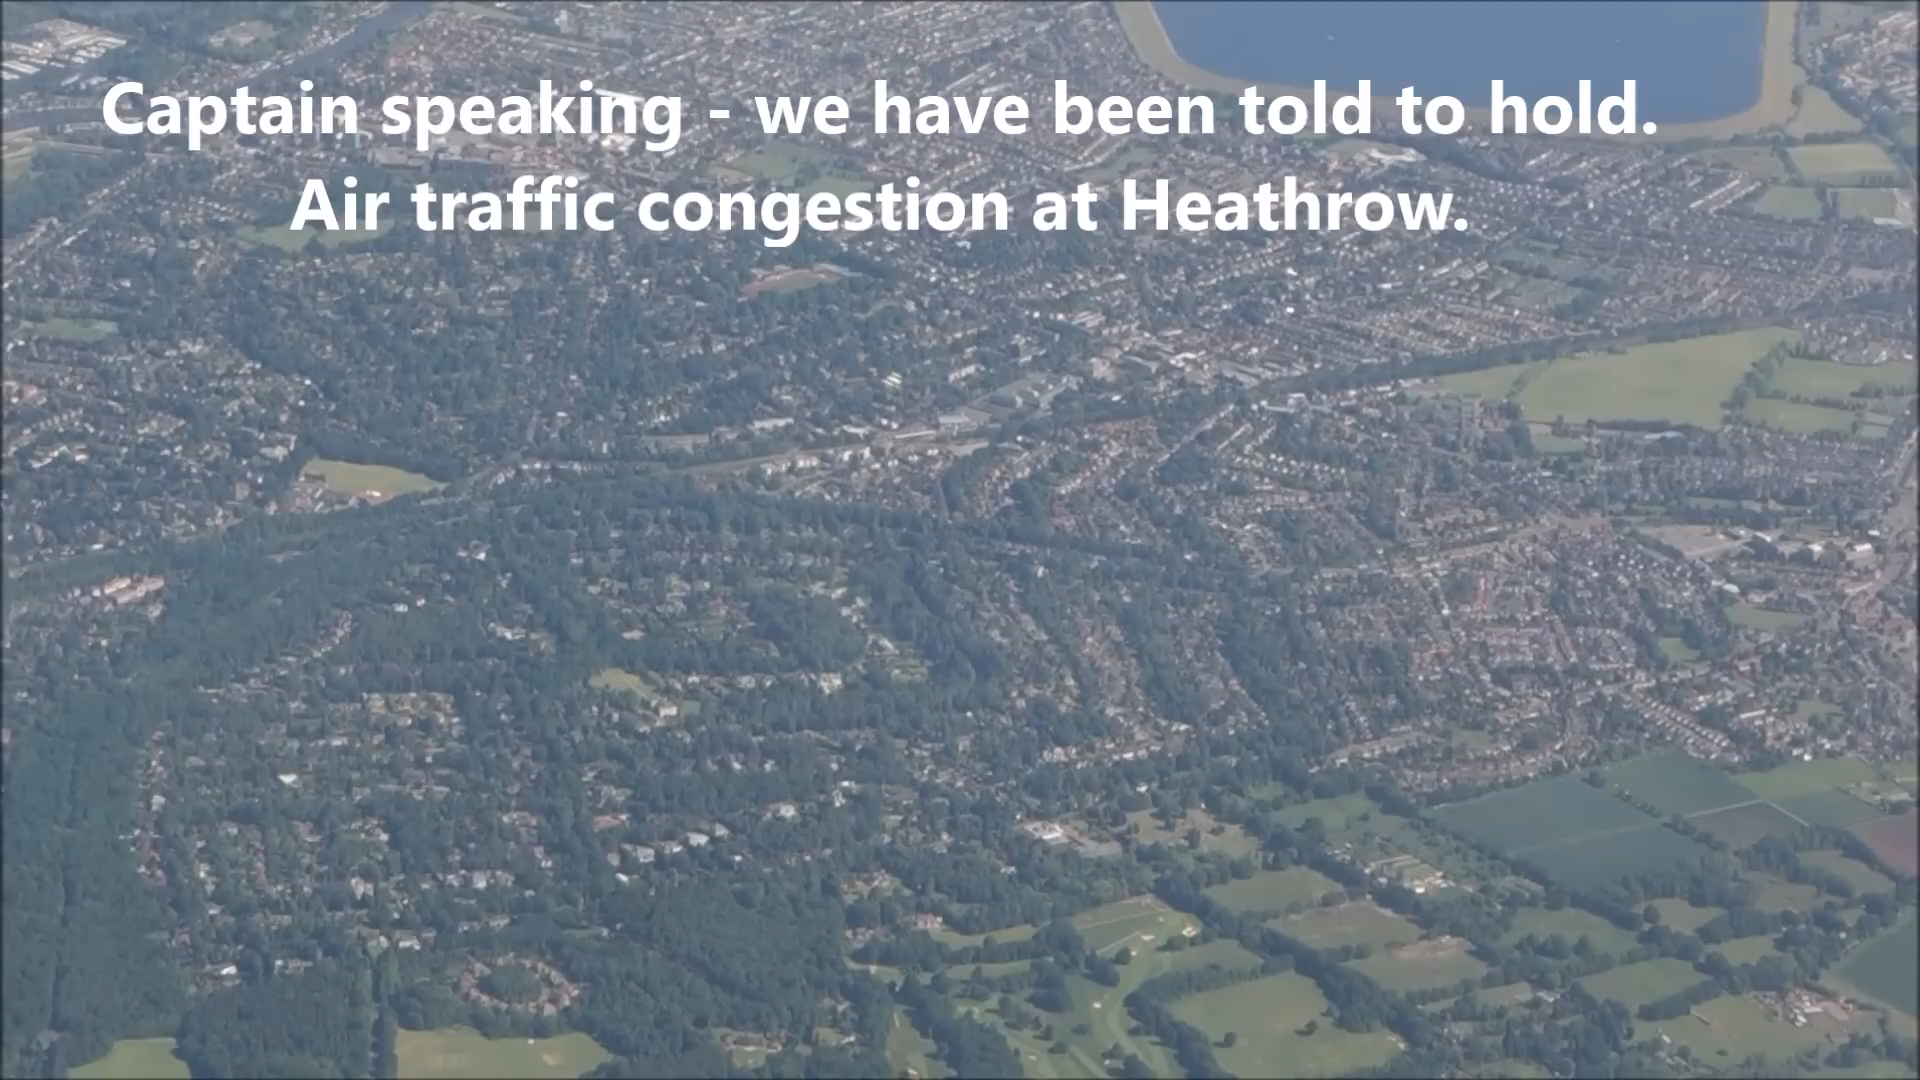 Captain speaking - we have been told to hold.
Air traffic congestion at Heathrow.